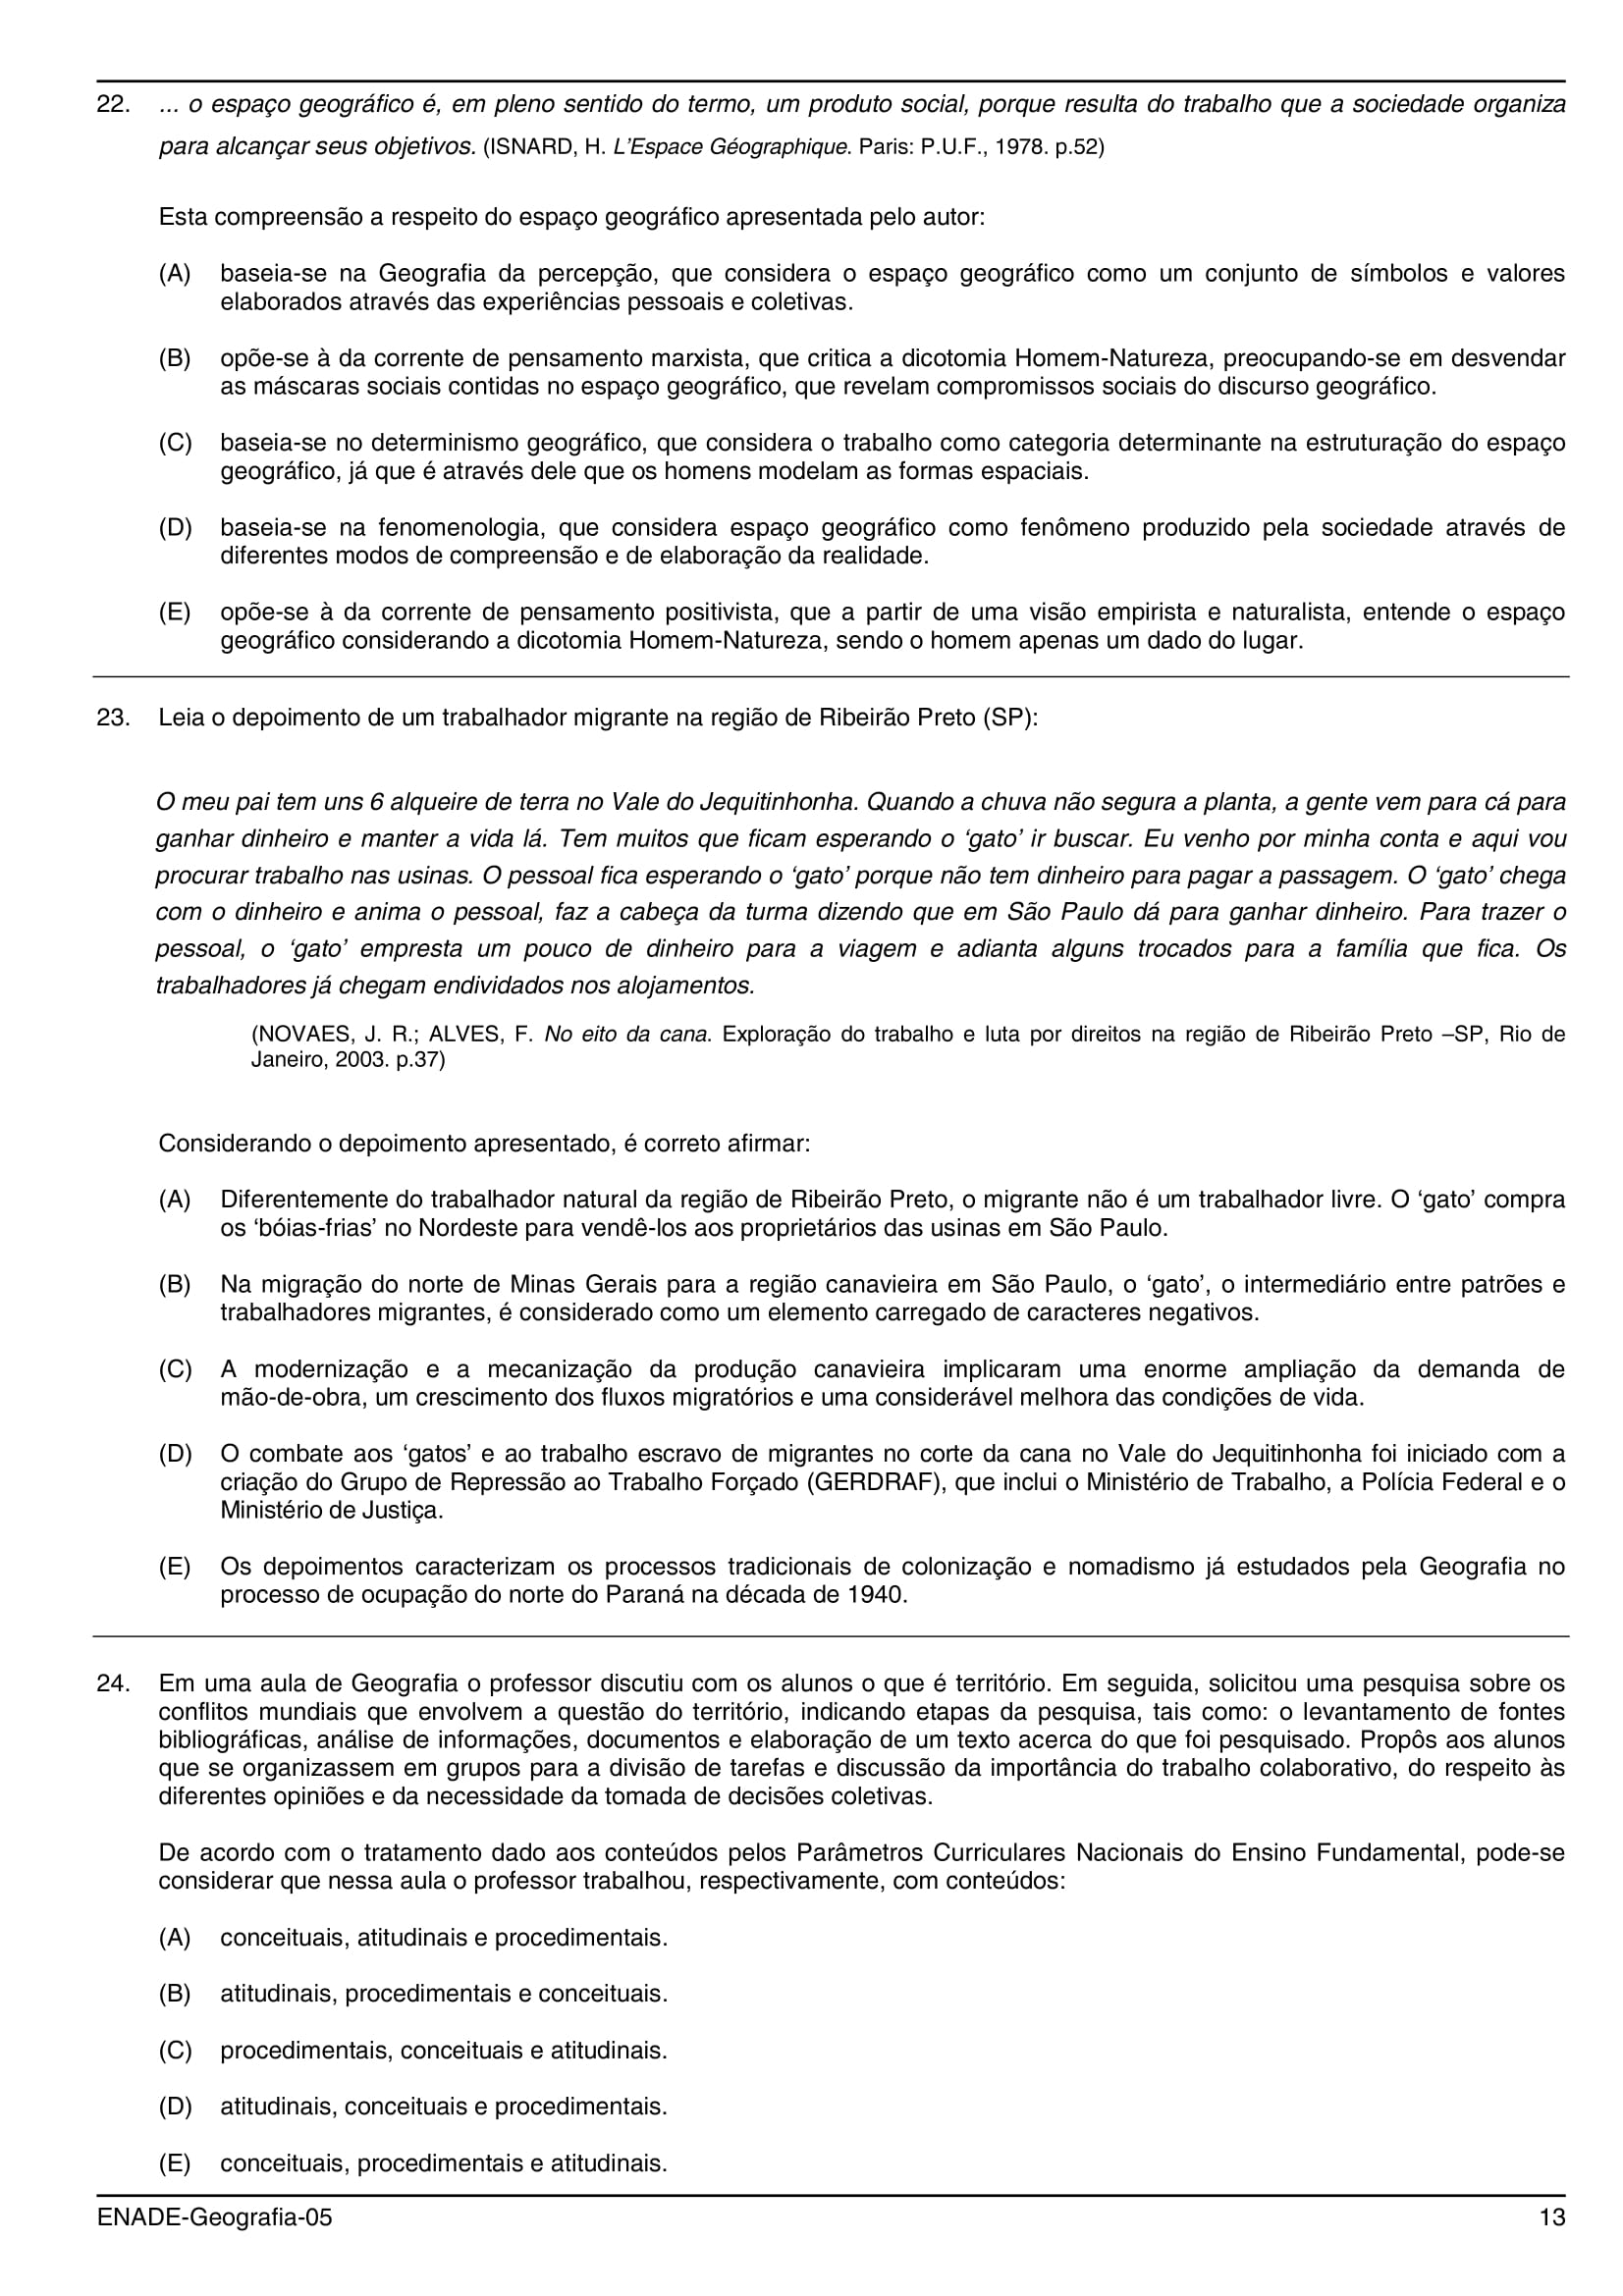 22. ... o espaço geográfico é, em pleno sentido do termo, um produto social, porque resulta do trabalho que a sociedade organiza
para alcançar seus objetivos. (ISNARD, H. L’Espace Géographique. Paris: P.U.F., 1978. p.52)
Esta compreensão a respeito do espaço geográfico apresentada pelo autor:
(A) baseia-se na Geografia da percepção, que considera o espaço geográfico como um conjunto de símbolos e valores
elaborados através das experiências pessoais e coletivas.
(B) opõe-se à da corrente de pensamento marxista, que critica a dicotomia Homem-Natureza, preocupando-se em desvendar
as máscaras sociais contidas no espaço geográfico, que revelam compromissos sociais do discurso geográfico.
(C) baseia-se no determinismo geográfico, que considera o trabalho como categoria determinante na estruturação do espaço
geográfico, já que é através dele que os homens modelam as formas espaciais.
(D) baseia-se na fenomenologia, que considera espaço geográfico como fenômeno produzido pela sociedade através de
diferentes modos de compreensão e de elaboração da realidade.
(E) opõe-se à da corrente de pensamento positivista, que a partir de uma visão empirista e naturalista, entende o espaço
geográfico considerando a dicotomia Homem-Natureza, sendo o homem apenas um dado do lugar.
23. Leia o depoimento de um trabalhador migrante na região de Ribeirão Preto (SP):
O meu pai tem uns 6 alqueire de terra no Vale do Jequitinhonha. Quando a chuva não segura a planta, a gente vem para cá para
ganhar dinheiro e manter a vida lá. Tem muitos que ficam esperando o ‘gato’ ir buscar. Eu venho por minha conta e aqui vou
procurar trabalho nas usinas. O pessoal fica esperando o ‘gato’ porque não tem dinheiro para pagar a passagem. O ‘gato’ chega
com o dinheiro e anima o pessoal, faz a cabeça da turma dizendo que em São Paulo dá para ganhar dinheiro. Para trazer o
pessoal, o ‘gato’ empresta um pouco de dinheiro para a viagem e adianta alguns trocados para a família que fica. Os
trabalhadores já chegam endividados nos alojamentos.
(NOVAES, J. R.; ALVES, F. No eito da cana. Exploração do trabalho e luta por direitos na região de Ribeirão Preto –SP, Rio de
Janeiro, 2003. p.37)
Considerando o depoimento apresentado, é correto afirmar:
(A) Diferentemente do trabalhador natural da região de Ribeirão Preto, o migrante não é um trabalhador livre. O ‘gato’ compra
os ‘bóias-frias’ no Nordeste para vendê-los aos proprietários das usinas em São Paulo.
(B) Na migração do norte de Minas Gerais para a região canavieira em São Paulo, o ‘gato’, o intermediário entre patrões e
trabalhadores migrantes, é considerado como um elemento carregado de caracteres negativos.
(C) A modernização e a mecanização da produção canavieira implicaram uma enorme ampliação da demanda de
mão-de-obra, um crescimento dos fluxos migratórios e uma considerável melhora das condições de vida.
(D) O combate aos ‘gatos’ e ao trabalho escravo de migrantes no corte da cana no Vale do Jequitinhonha foi iniciado com a
criação do Grupo de Repressão ao Trabalho Forçado (GERDRAF), que inclui o Ministério de Trabalho, a Polícia Federal e o
Ministério de Justiça.
(E) Os depoimentos caracterizam os processos tradicionais de colonização e nomadismo já estudados pela Geografia no
processo de ocupação do norte do Paraná na década de 1940.
24. Em uma aula de Geografia o professor discutiu com os alunos o que é território. Em seguida, solicitou uma pesquisa sobre os
conflitos mundiais que envolvem a questão do território, indicando etapas da pesquisa, tais como: o levantamento de fontes
bibliográficas, análise de informações, documentos e elaboração de um texto acerca do que foi pesquisado. Propôs aos alunos
que se organizassem em grupos para a divisão de tarefas e discussão da importância do trabalho colaborativo, do respeito às
diferentes opiniões e da necessidade da tomada de decisões coletivas.
De acordo com o tratamento dado aos conteúdos pelos Parâmetros Curriculares Nacionais do Ensino Fundamental, pode-se
considerar que nessa aula o professor trabalhou, respectivamente, com conteúdos:
(A) conceituais, atitudinais e procedimentais.
(B) atitudinais, procedimentais e conceituais.
(C) procedimentais, conceituais e atitudinais.
(D) atitudinais, conceituais e procedimentais.
(E) conceituais, procedimentais e atitudinais.
ENADE-Geografia-05 13